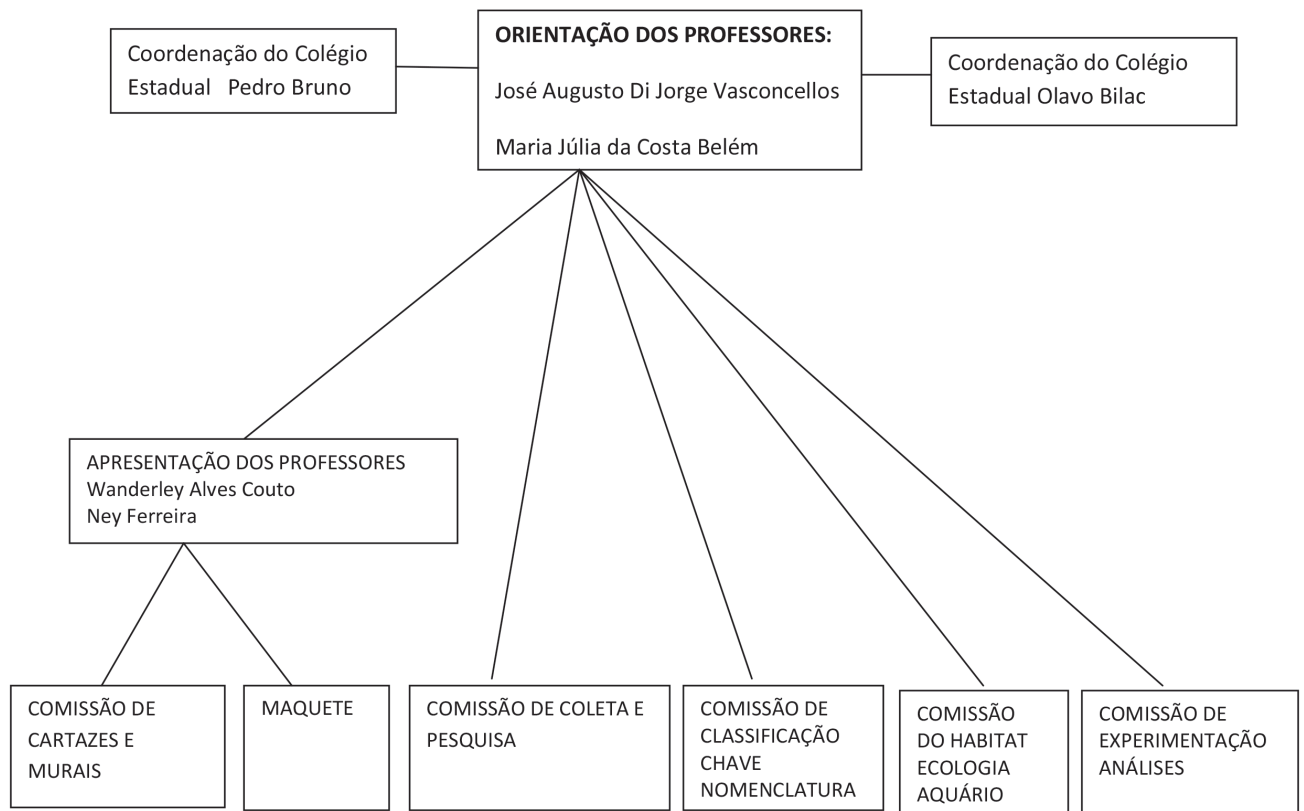 Coordenação do Colégio
Estadual Pedro Bruno
ORIENTAÇÃO DOS PROFESSORES:
José Augusto Di Jorge Vasconcellos
Maria Júlia da Costa Belém
Coordenação do Colégio
Estadual Olavo Bilac
APRESENTAÇÃO DOS PROFESSORES
Wanderley Alves Couto
Ney Ferreira
COMISSÃO DE
CARTAZES E
MURAIS
MAQUETE
COMISSÃO DE COLETA E
PESQUISA
COMISSÃO DE
CLASSIFICAÇÃO
CHAVE
NOMENCLATURA
COMISSÃO
DO HABITAT
ECOLOGIA
AQUÁRIO
COMISSÃO DE
EXPERIMENTAÇÃO
ANÁLISES